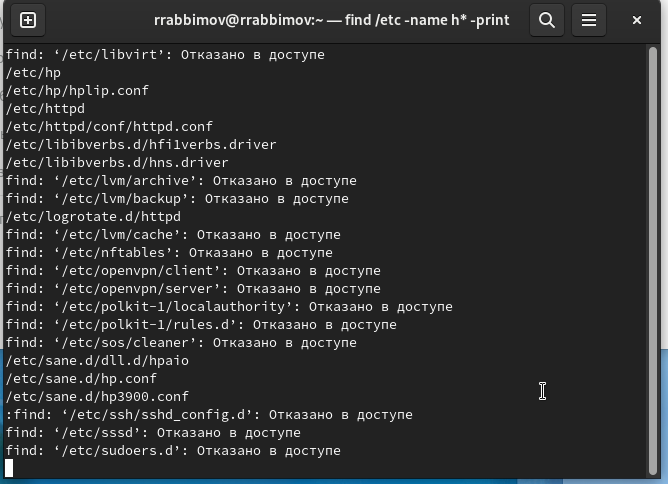 rrabbimov@rrabbimov:~ — find /etc -name h* -print
find: ‘/etc/libvirt’: Отказано в доступе
/etc/hp
/etc/hp/hplip.conf
/etc/httpd
/etc/httpd/conf/httpd.conf
/etc/libibverbs.d/hfi1verbs.driver
/etc/libibverbs.d/hns.driver
find: ‘/etc/lvm/archive’: Отказано в доступе
find: ‘/etc/lvm/backup’: Отказано в доступе
/etc/logrotate.d/httpd
find: ‘/etc/lvm/cache’: Отказано в доступе
find: ‘/etc/nftables’: Отказано в доступе
find: ‘/etc/openvpn/client’: Отказано в доступе
find: ‘/etc/openvpn/server’: Отказано в доступе
find: ‘/etc/polkit-1/localauthority’: Отказано в доступе
find: ‘/etc/polkit-1/rules.d’: Отказано в доступе
find: ‘/etc/sos/cleaner’: Отказано в доступе
/etc/sane.d/dll.d/hpaio
/etc/sane.d/hp.conf
/etc/sane.d/hp3900.conf
:find: ‘/etc/ssh/sshd_config.d’: Отказано в доступе
find: ‘/etc/sssd’: Отказано в доступе
find: ‘/etc/sudoers.d’: Отказано в доступе